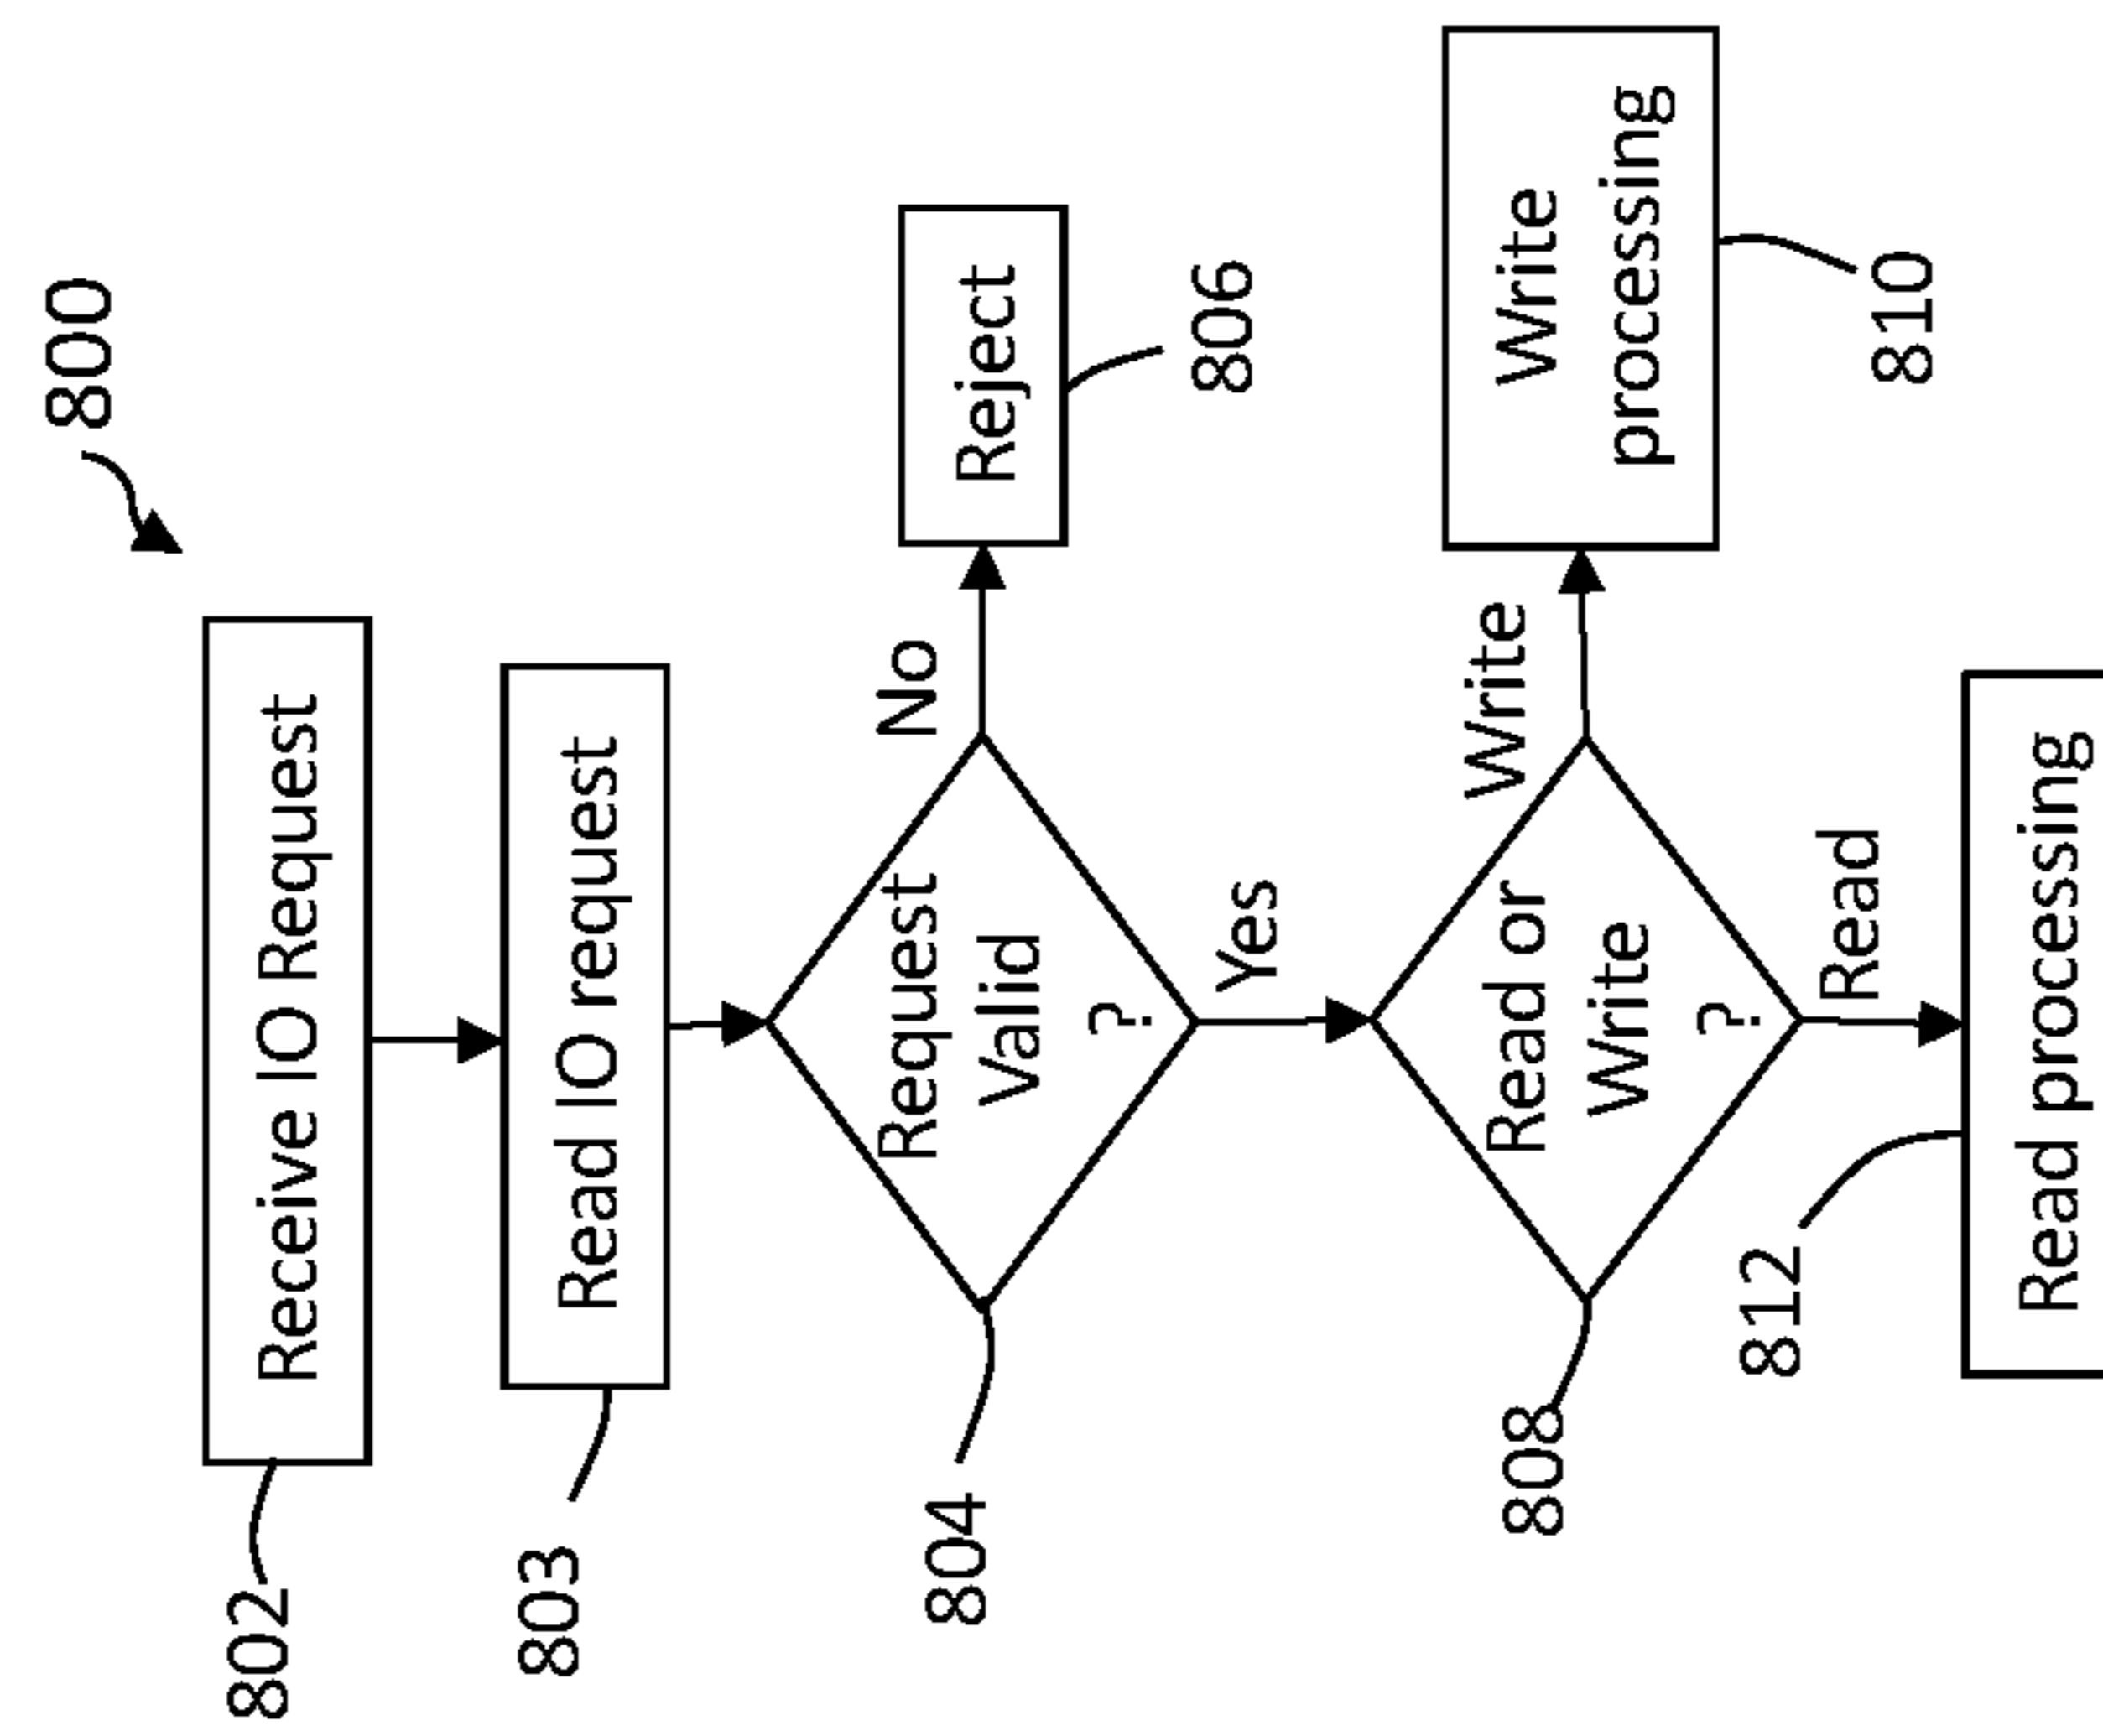 800
802
Receive IO Request
803
Read IO request
804
Request
Valid
?
No
Reject
806
Yes
808
Read or
Write
?
Write
Write
processing
810
Read
812
Read processing